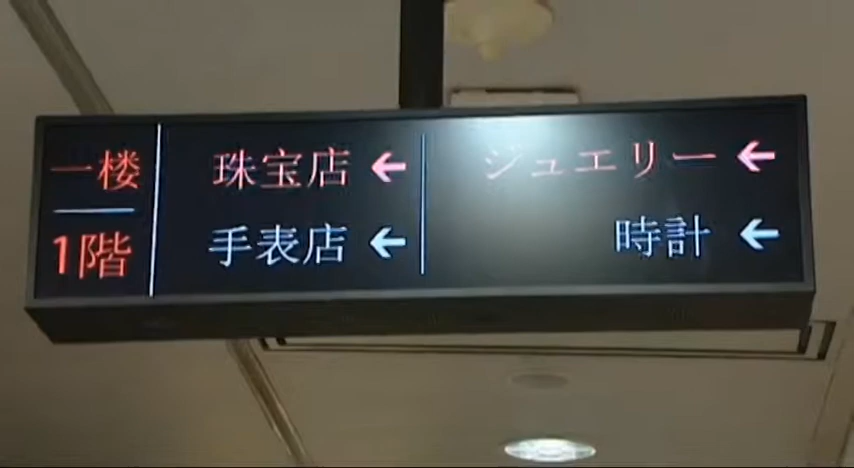 一楼
1階
珠宝店 ←
手表店 ←
ジュエリー ←
時計 ←